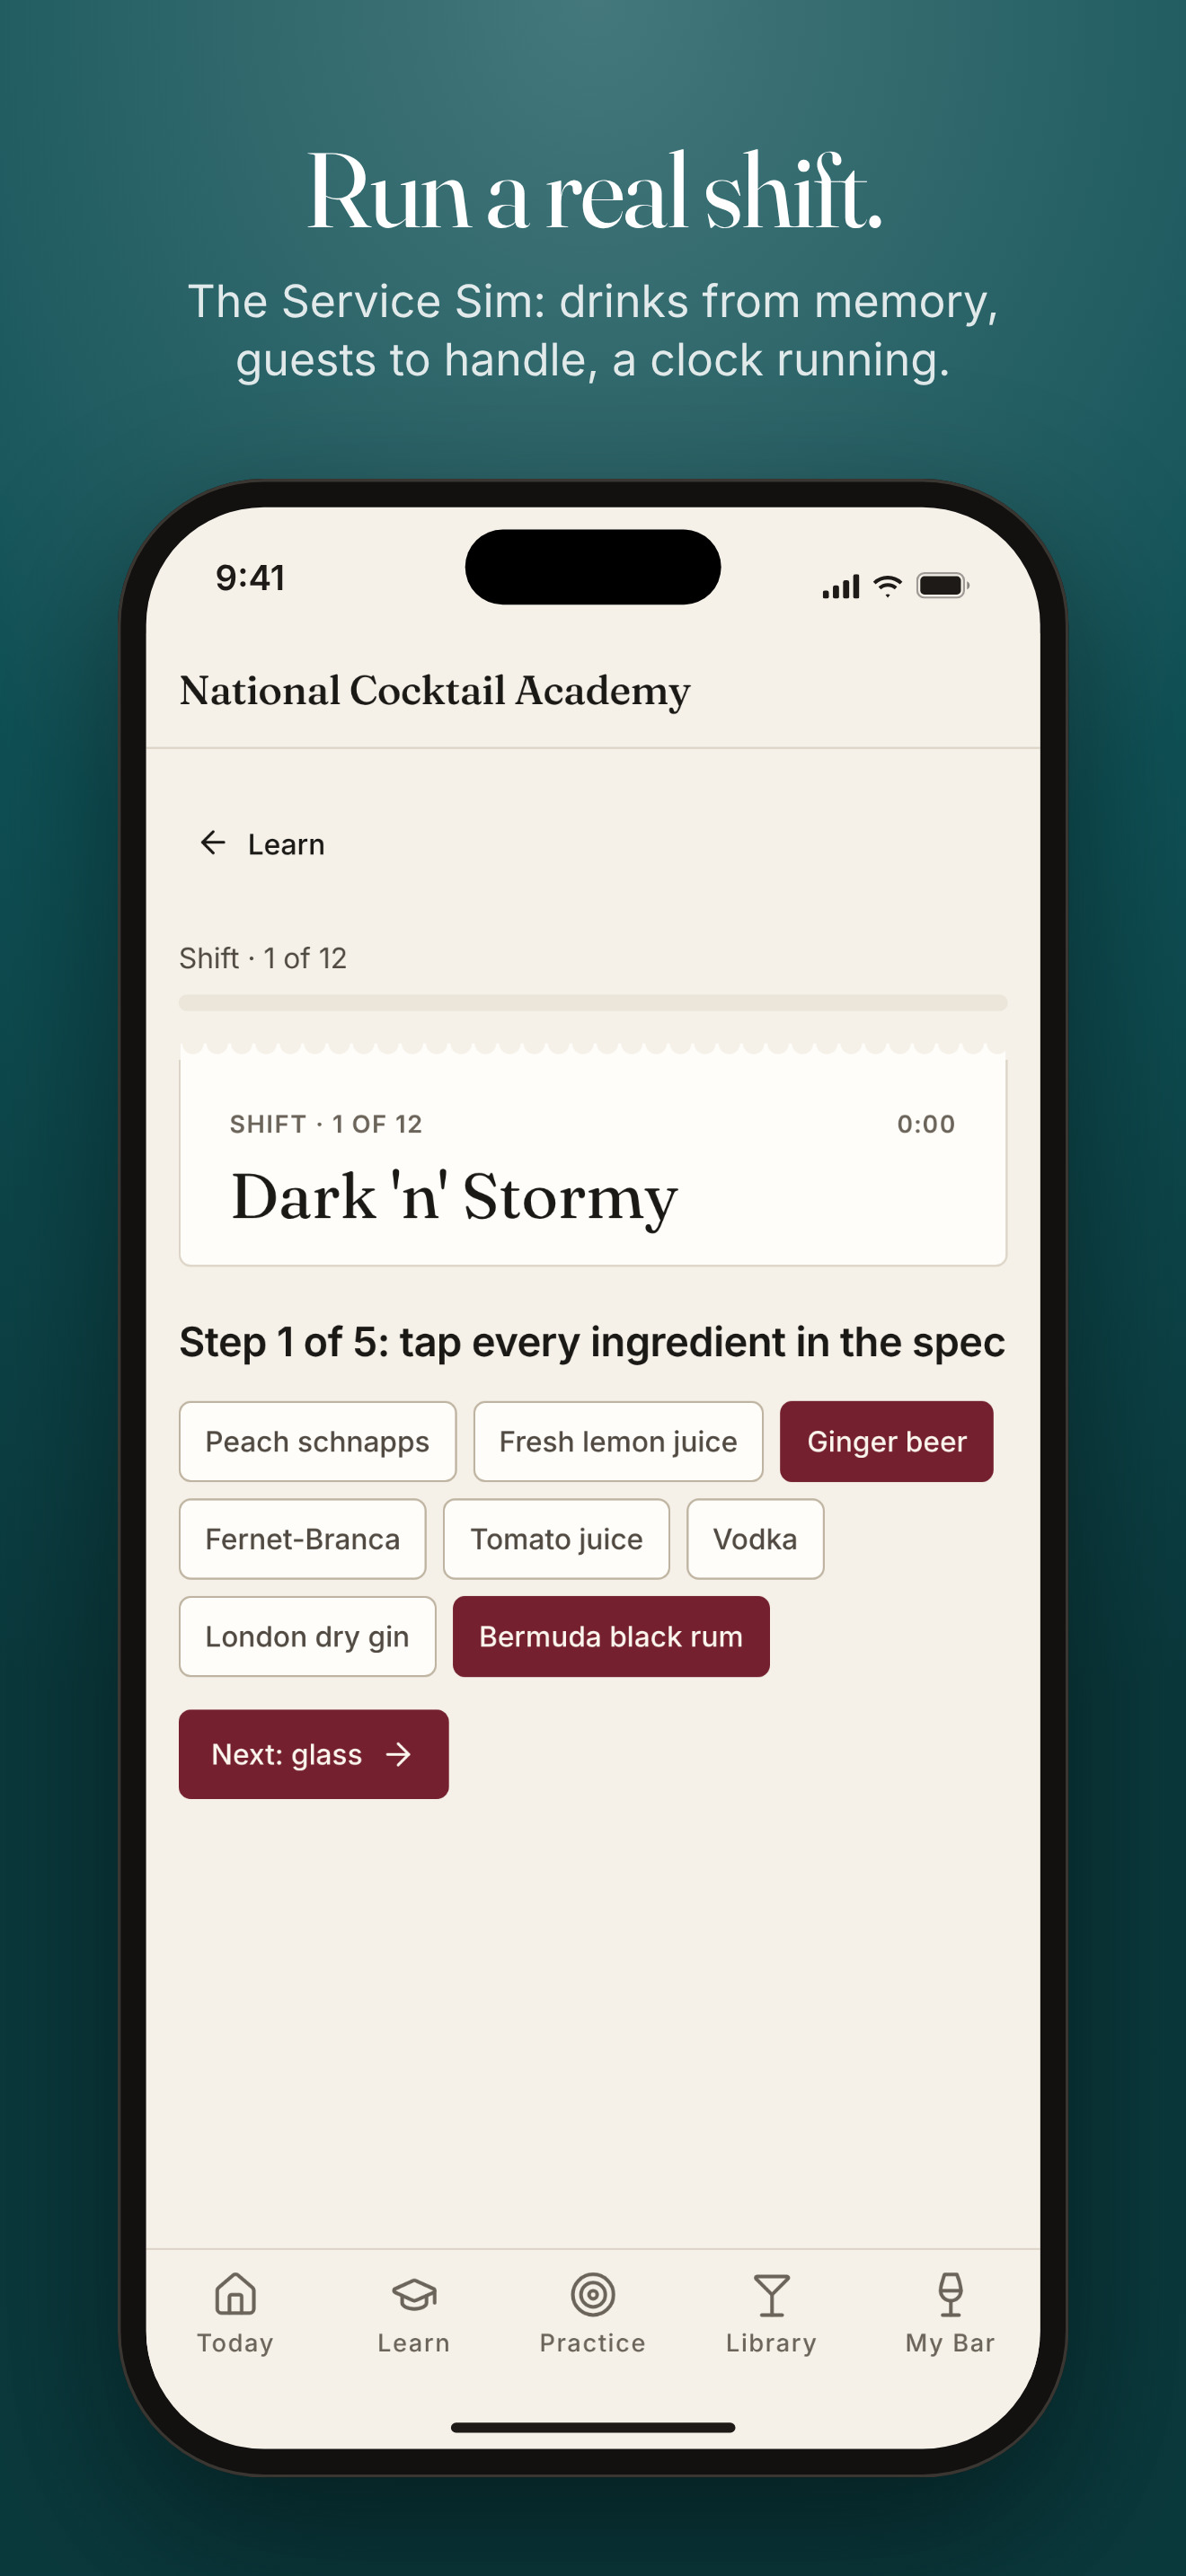 Run a real shift.
The Service Sim: drinks from memory,
guests to handle, a clock running.
9:41
National Cocktail Academy
← Learn
Shift · 1 of 12
SHIFT · 1 OF 12 0:00
Dark 'n' Stormy
Step 1 of 5: tap every ingredient in the spec
Peach schnapps Fresh lemon juice Ginger beer
Fernet-Branca Tomato juice Vodka
London dry gin Bermuda black rum
Next: glass →
Today Learn Practice Library My Bar